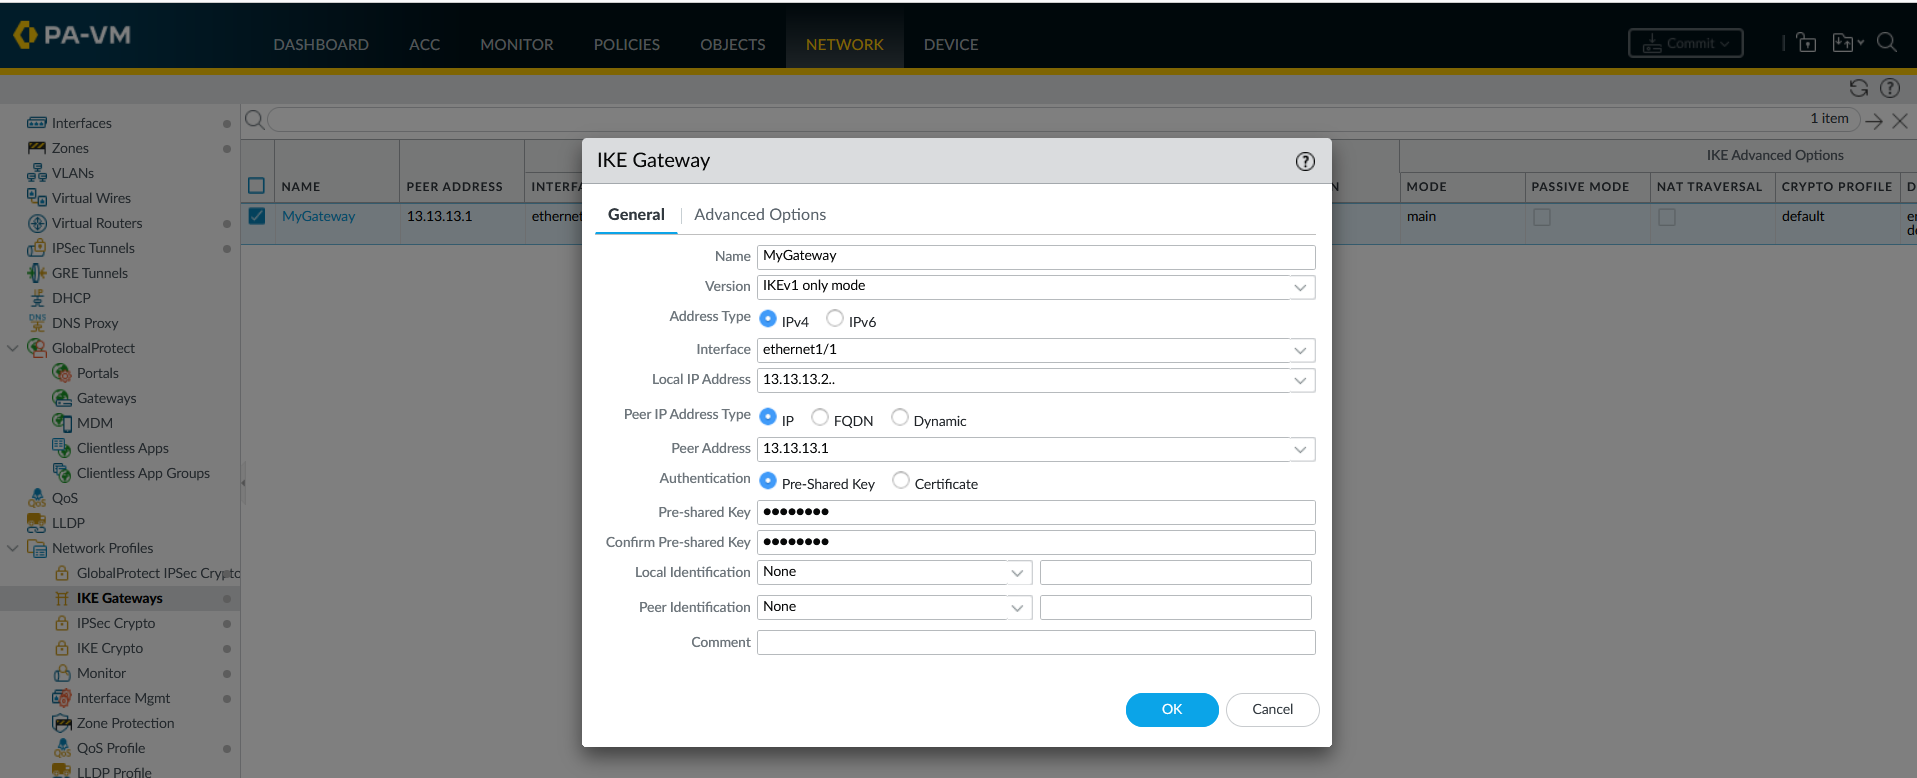 PA-VM
DASHBOARD ACC MONITOR POLICIES OBJECTS NETWORK DEVICE Commit
1 item
Interfaces
Zones
VLANs
Virtual Wires
Virtual Routers
IPSec Tunnels
GRE Tunnels
DHCP
DNS Proxy
GlobalProtect
Portals
Gateways
MDM
Clientless Apps
Clientless App Groups
QoS
LLDP
Network Profiles
GlobalProtect IPSec Crypto
IKE Gateways
IPSec Crypto
IKE Crypto
Monitor
Interface Mgmt
Zone Protection
QoS Profile
LLDP Profile
IKE Advanced Options
NAME PEER ADDRESS INTERFA N MODE PASSIVE MODE NAT TRAVERSAL CRYPTO PROFILE D
MyGateway 13.13.13.1 ethernet main default
IKE Gateway
General Advanced Options
Name MyGateway
Version IKEv1 only mode
Address Type IPv4 IPv6
Interface ethernet1/1
Local IP Address 13.13.13.2..
Peer IP Address Type IP FQDN Dynamic
Peer Address 13.13.13.1
Authentication Pre-Shared Key Certificate
Pre-shared Key ••••••••
Confirm Pre-shared Key ••••••••
Local Identification None
Peer Identification None
Comment
OK Cancel